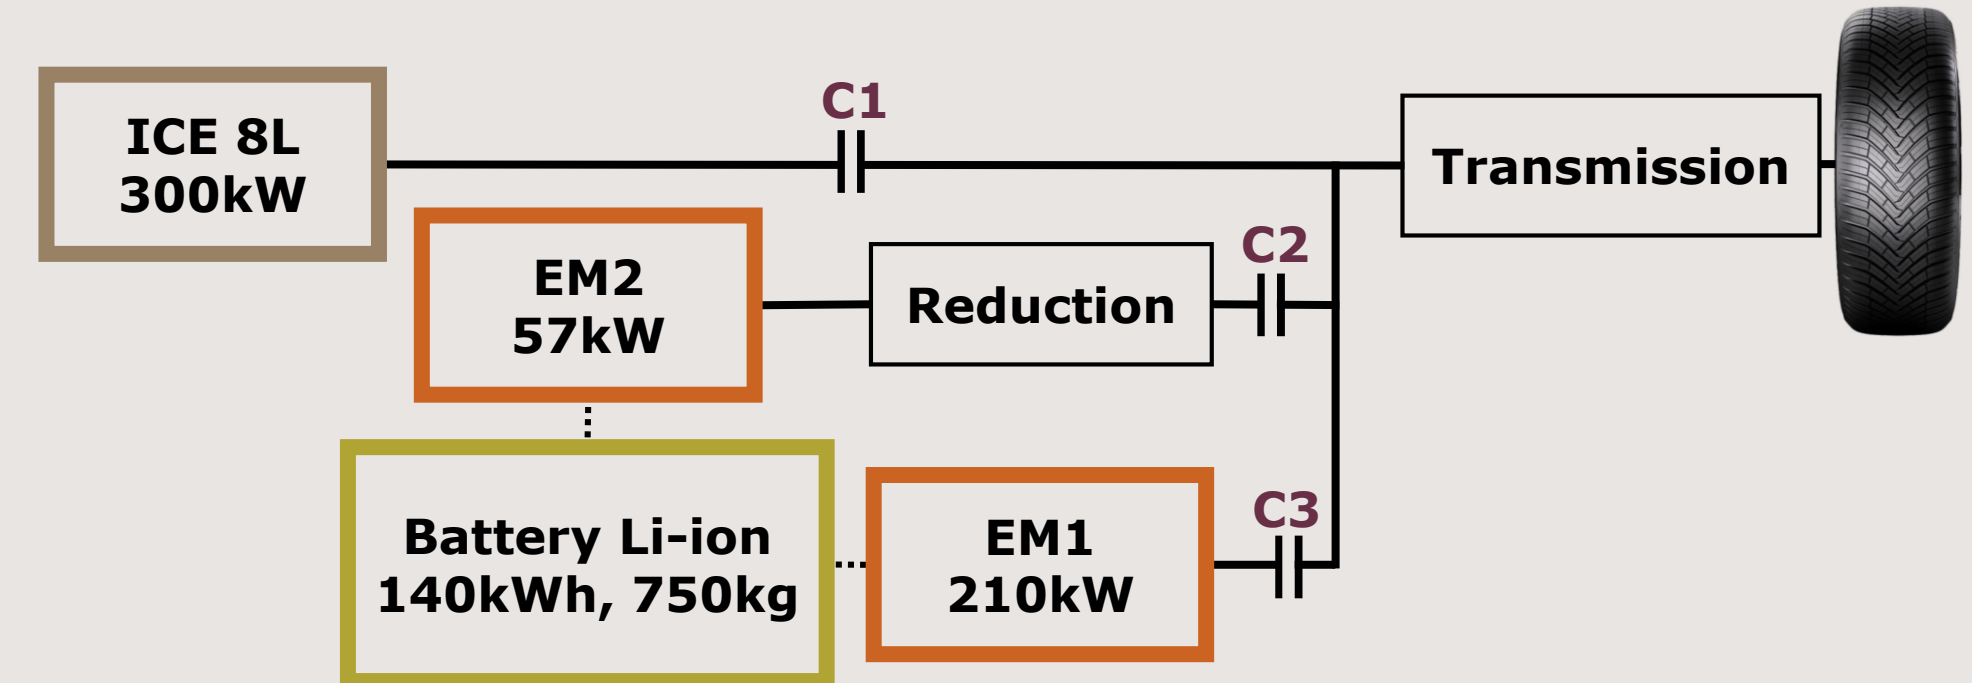 C1
ICE 8L
300kW
Transmission
C2
EM2
57kW
Reduction
C3
Battery Li-ion
140kWh, 750kg
EM1
210kW